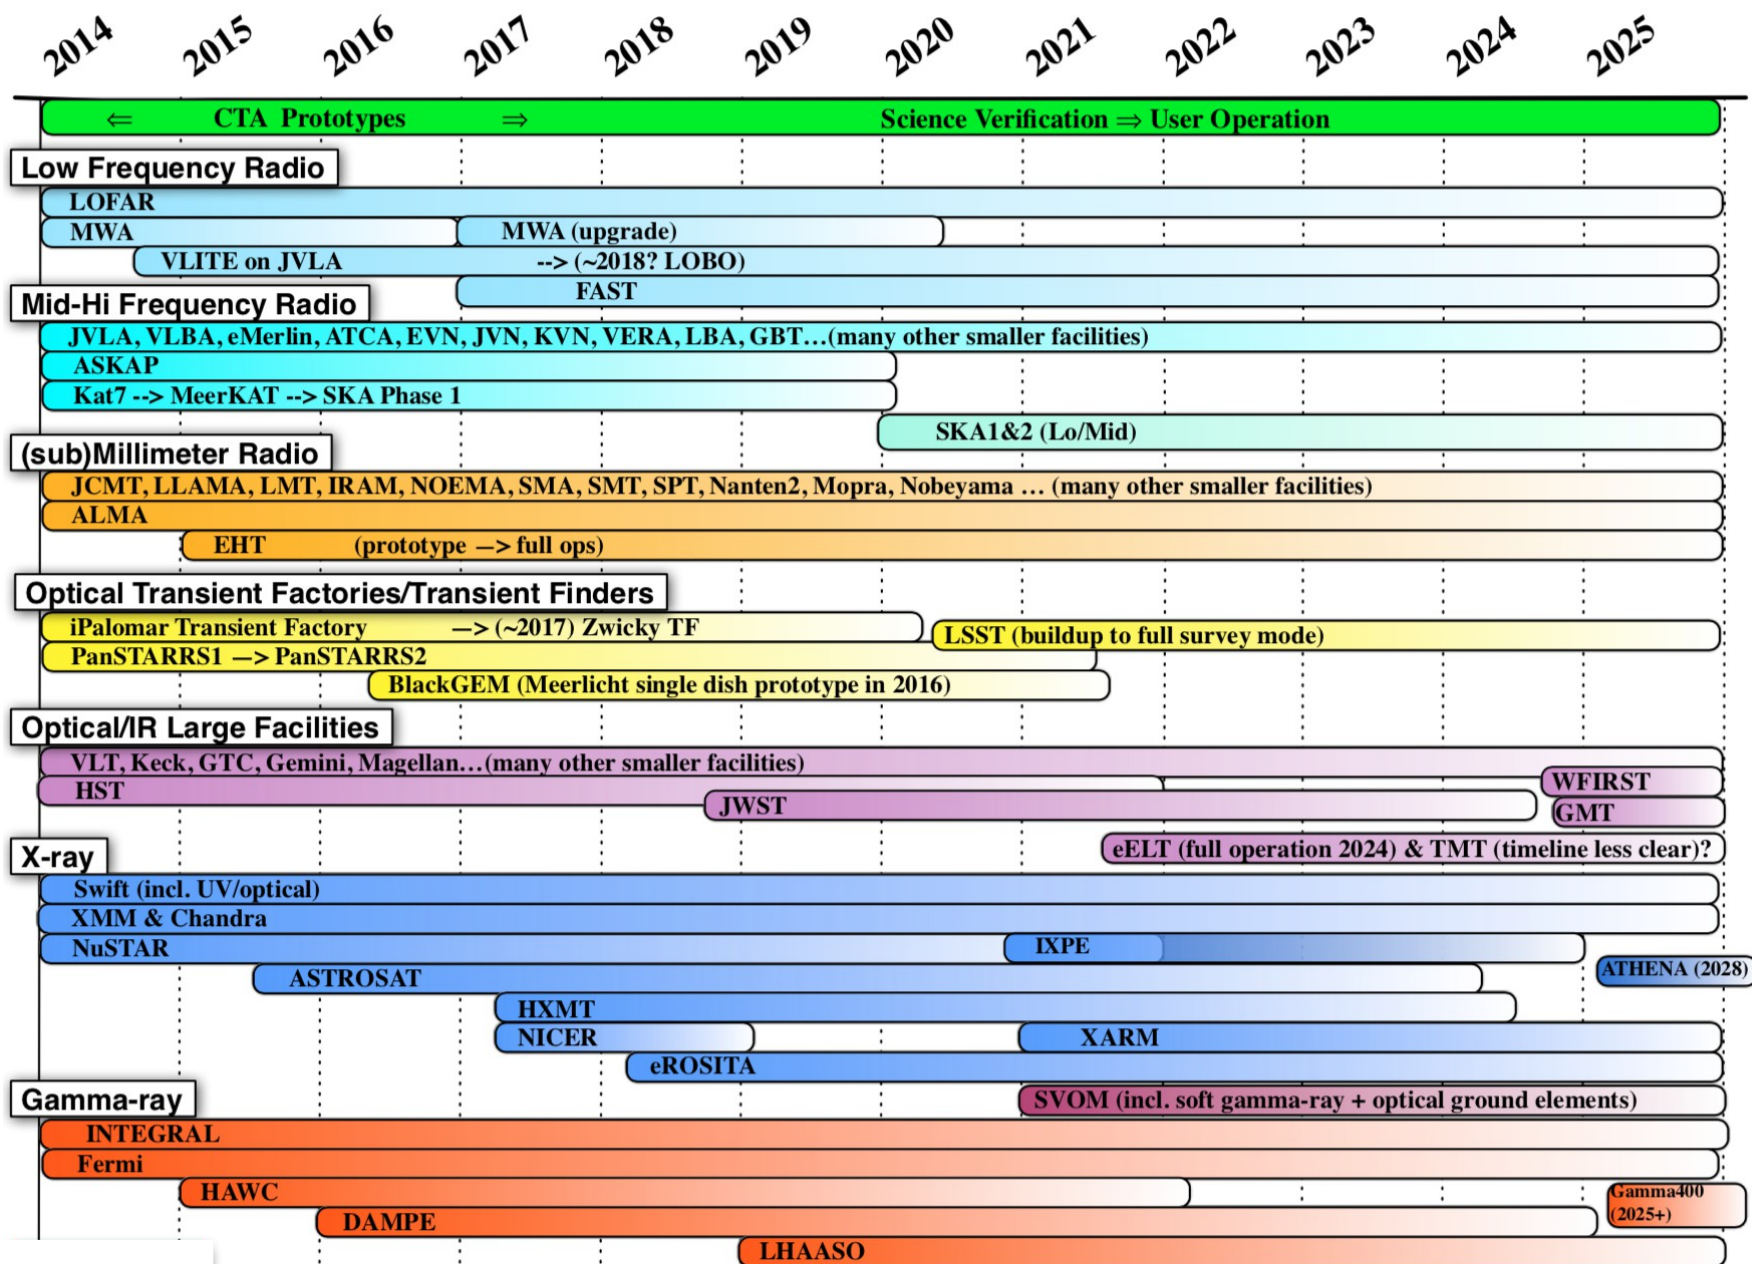 2014 2015 2016 2017 2018 2019 2020 2021 2022 2023 2024 2025
⇐ CTA Prototypes ⇒ Science Verification ⇒ User Operation
Low Frequency Radio
LOFAR
MWA MWA (upgrade)
VLITE on JVLA --> (~2018? LOBO)
FAST
Mid-Hi Frequency Radio
JVLA, VLBA, eMerlin, ATCA, EVN, JVN, KVN, VERA, LBA, GBT…(many other smaller facilities)
ASKAP
Kat7 --> MeerKAT --> SKA Phase 1
SKA1&2 (Lo/Mid)
(sub)Millimeter Radio
JCMT, LLAMA, LMT, IRAM, NOEMA, SMA, SMT, SPT, Nanten2, Mopra, Nobeyama … (many other smaller facilities)
ALMA
EHT (prototype —> full ops)
Optical Transient Factories/Transient Finders
iPalomar Transient Factory —> (~2017) Zwicky TF
LSST (buildup to full survey mode)
PanSTARRS1 —> PanSTARRS2
BlackGEM (Meerlicht single dish prototype in 2016)
Optical/IR Large Facilities
VLT, Keck, GTC, Gemini, Magellan…(many other smaller facilities)
HST
WFIRST
JWST
GMT
eELT (full operation 2024) & TMT (timeline less clear)?
X-ray
Swift (incl. UV/optical)
XMM & Chandra
NuSTAR IXPE
ATHENA (2028)
ASTROSAT
HXMT
NICER XARM
eROSITA
Gamma-ray
SVOM (incl. soft gamma-ray + optical ground elements)
INTEGRAL
Fermi
HAWC
Gamma400
(2025+)
DAMPE
LHAASO